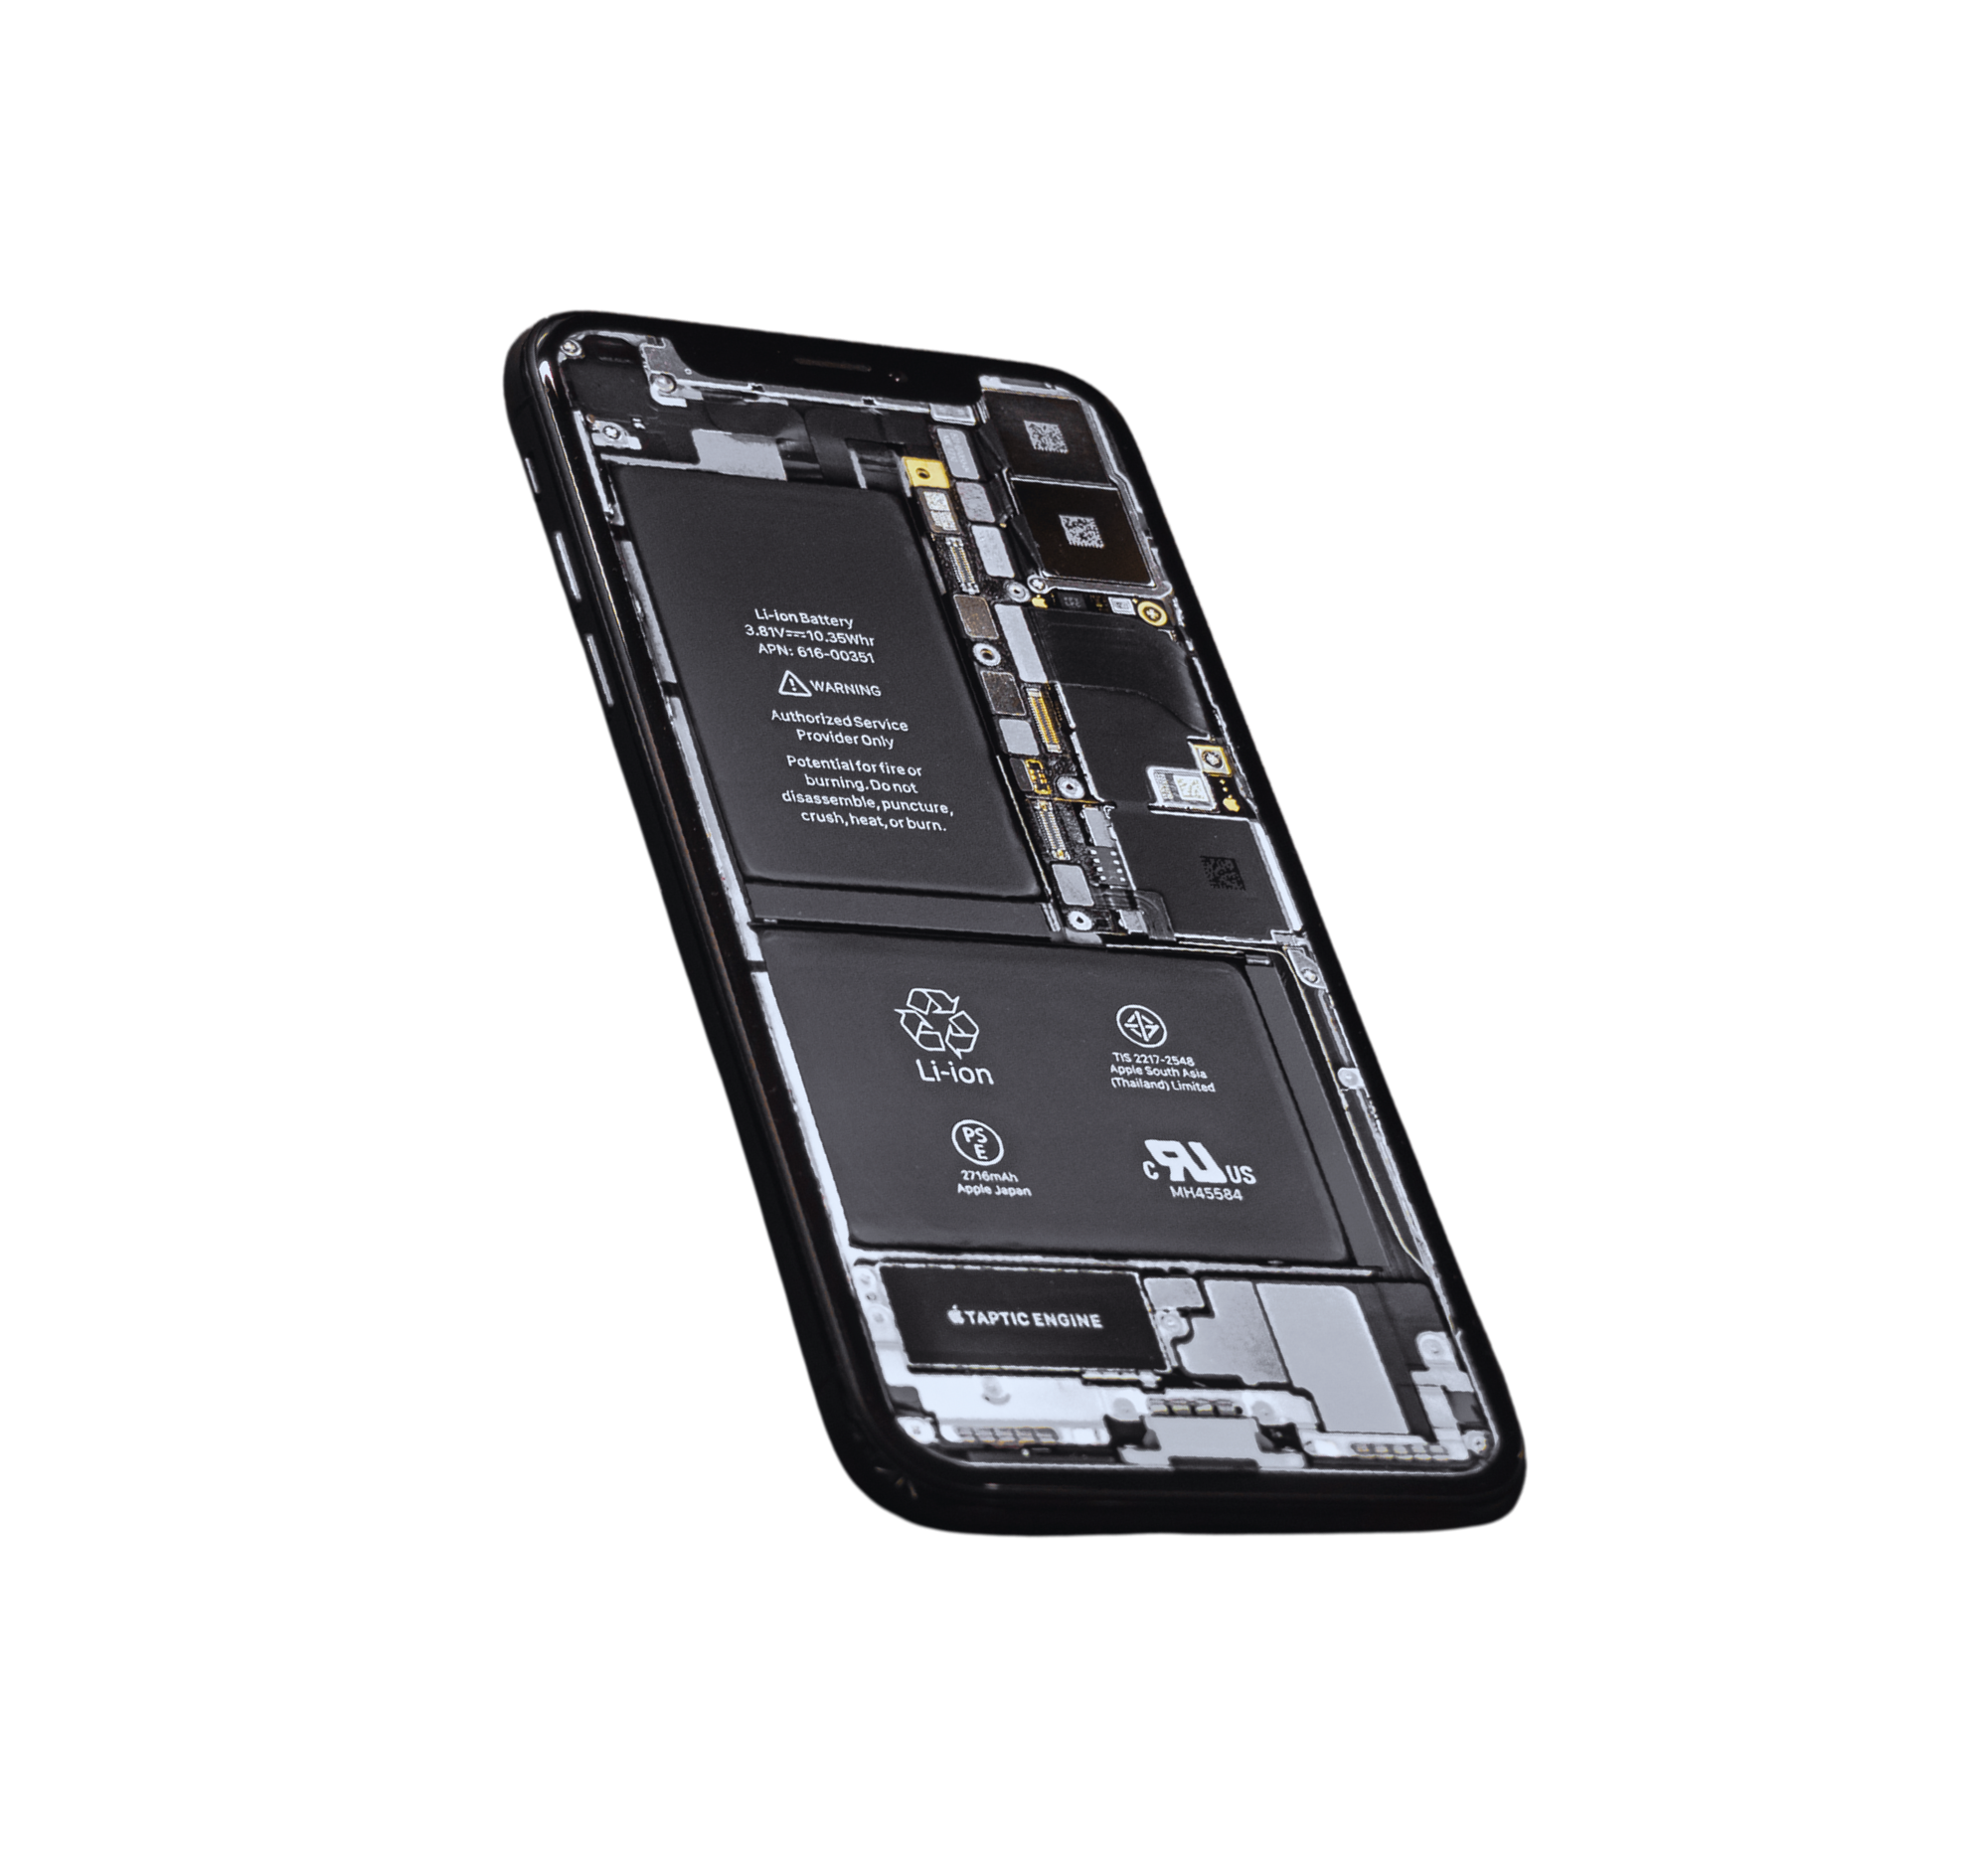 Li-ion Battery
3.81V⎓10.35Whr
APN: 616-00351
WARNING
Authorized Service
Provider Only
Potential for fire or
burning. Do not
disassemble, puncture,
crush, heat, or burn.
Li-ion
TIS 2217-2548
Apple South Asia
(Thailand) Limited
PS
E
2716mAh
Apple Japan
c RU US
MH45584
TAPTIC ENGINE